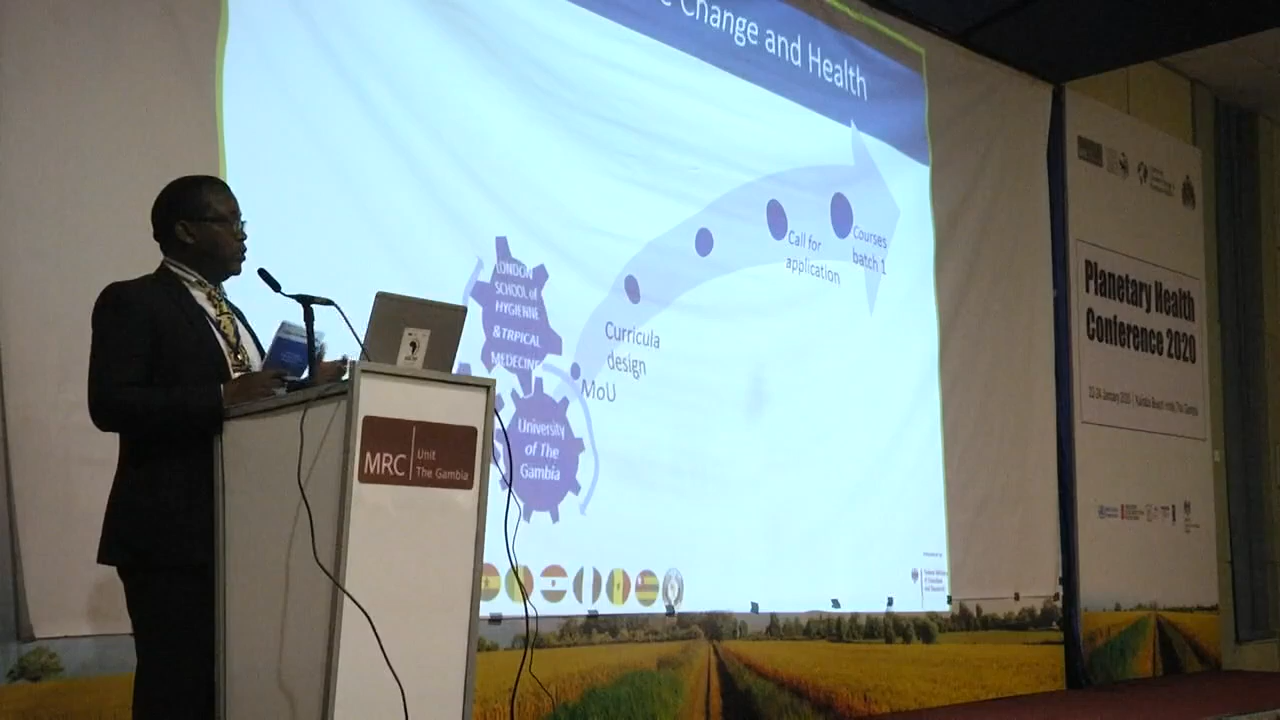 Change and Health
LONDON
SCHOOL of
HYGIENNE
&TRPICAL
MEDECINE
University
of The
Gambia
MoU
Curricula
design
Call for
application
Courses
batch 1
MRC
Unit
The Gambia
Planetary Health
Conference 2020